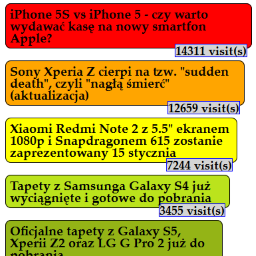 iPhone 5S vs iPhone 5 - czy warto
wydawać kasę na nowy smartfon
Apple?
14311 visit(s)
Sony Xperia Z cierpi na tzw. "sudden
death", czyli "nagłą śmierć"
(aktualizacja)
12659 visit(s)
Xiaomi Redmi Note 2 z 5.5" ekranem
1080p i Snapdragonem 615 zostanie
zaprezentowany 15 stycznia
7244 visit(s)
Tapety z Samsunga Galaxy S4 już
wyciągnięte i gotowe do pobrania
3455 visit(s)
Oficjalne tapety z Galaxy S5,
Xperii Z2 oraz LG G Pro 2 już do
pobrania